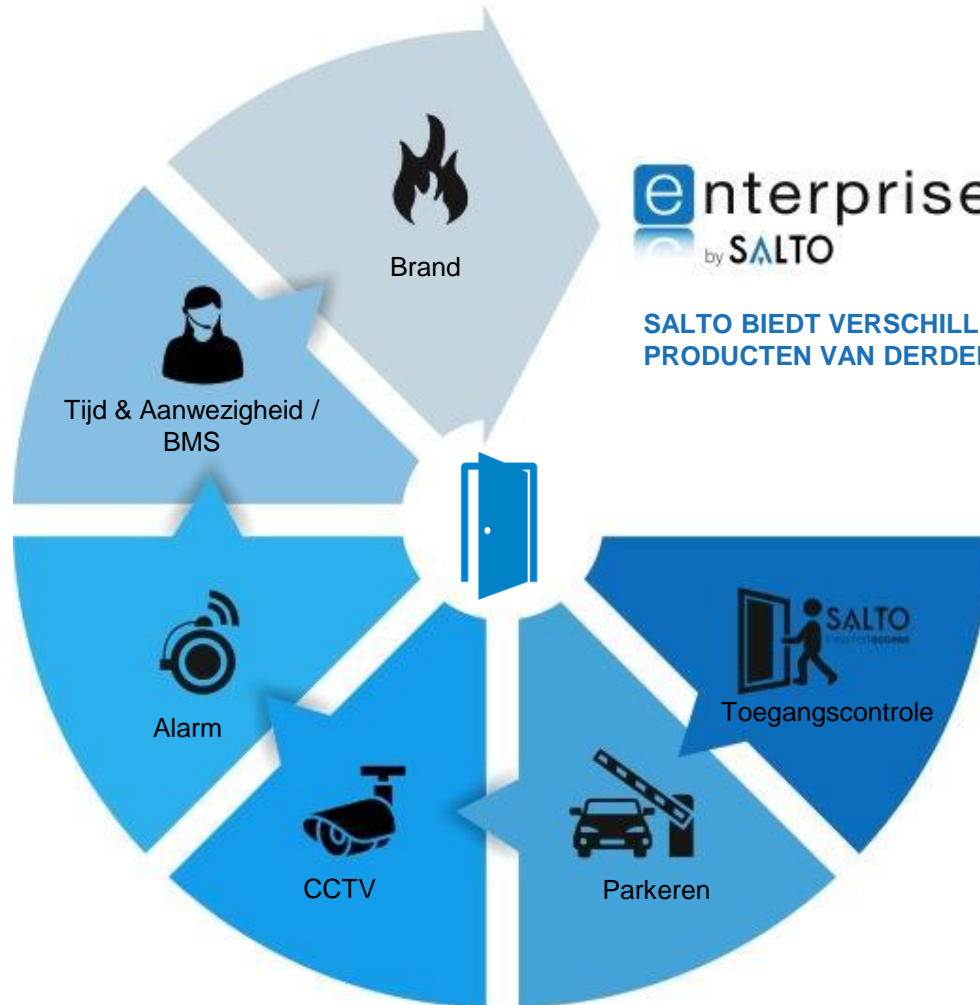 Brand
enterprise
by SALTO
SALTO BIEDT VERSCHILL
PRODUCTEN VAN DERDE
Tijd & Aanwezigheid /
BMS
SALTO
Toegangscontrole
Alarm
CCTV
Parkeren